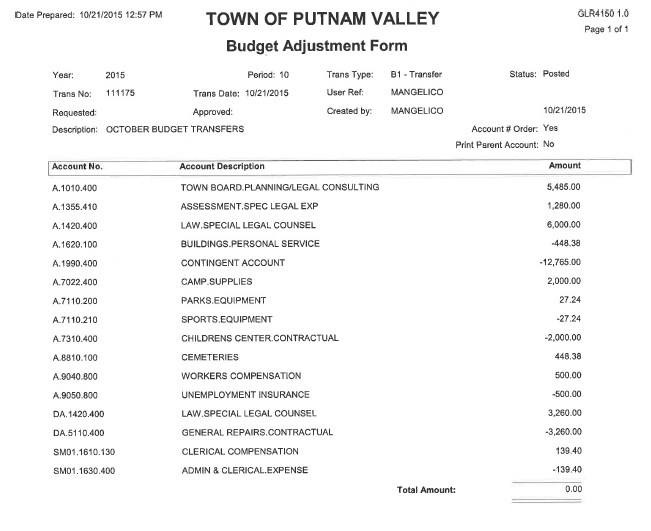 Date Prepared: 10/21/2015 12:57 PM TOWN OF PUTNAM VALLEY GLR4150 1.0
Budget Adjustment Form Page 1 of 1
Year: 2015 Period: 10 Trans Type: B1 - Transfer Status: Posted
Trans No: 111175 Trans Date: 10/21/2015 User Ref: MANGELICO
Requested: Approved: Created by: MANGELICO 10/21/2015
Description: OCTOBER BUDGET TRANSFERS Account # Order: Yes
Print Parent Account: No
Account No. Account Description Amount
A.1010.400 TOWN BOARD.PLANNING/LEGAL CONSULTING 5,485.00
A.1355.410 ASSESSMENT.SPEC LEGAL EXP 1,280.00
A.1420.400 LAW.SPECIAL LEGAL COUNSEL 6,000.00
A.1620.100 BUILDINGS.PERSONAL SERVICE -448.38
A.1990.400 CONTINGENT ACCOUNT -12,765.00
A.7022.400 CAMP.SUPPLIES 2,000.00
A.7110.200 PARKS.EQUIPMENT 27.24
A.7110.210 SPORTS.EQUIPMENT -27.24
A.7310.400 CHILDRENS CENTER.CONTRACTUAL -2,000.00
A.8810.100 CEMETERIES 448.38
A.9040.800 WORKERS COMPENSATION 500.00
A.9050.800 UNEMPLOYMENT INSURANCE -500.00
DA.1420.400 LAW.SPECIAL LEGAL COUNSEL 3,260.00
DA.5110.400 GENERAL REPAIRS.CONTRACTUAL -3,260.00
SM01.1610.130 CLERICAL COMPENSATION 139.40
SM01.1630.400 ADMIN & CLERICAL.EXPENSE -139.40
Total Amount: 0.00